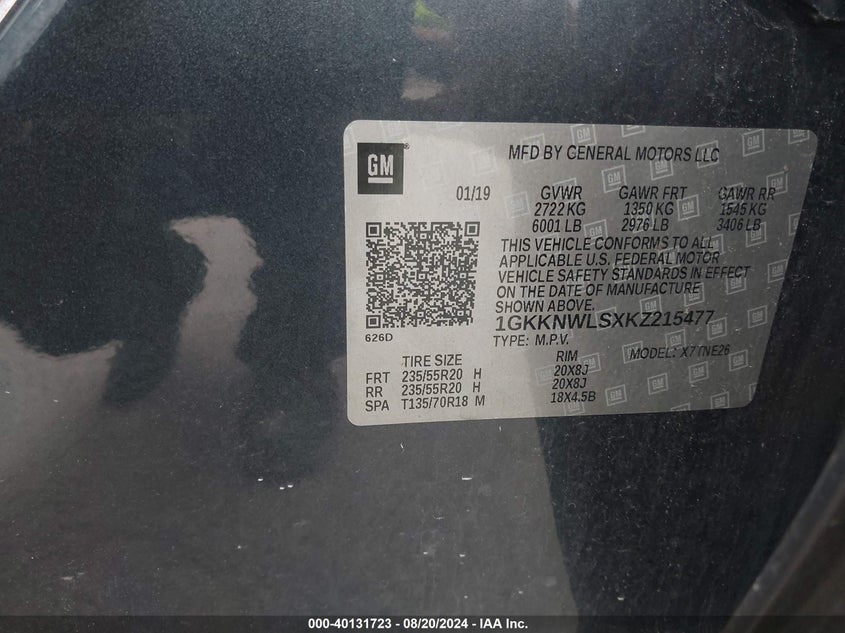 GM
MFD BY GENERAL MOTORS LLC
01/19 GVWR GAWR FRT GAWR RR
2722 KG 1350 KG 1545 KG
6001 LB 2976 LB 3406 LB
THIS VEHICLE CONFORMS TO ALL
APPLICABLE U.S. FEDERAL MOTOR
VEHICLE SAFETY STANDARDS IN EFFECT
ON THE DATE OF MANUFACTURE
SHOWN ABOVE.
626D
1GKKNWLSXKZ215477
TYPE: M.P.V. MODEL: X7TNE26
TIRE SIZE RIM
FRT 235/55R20 H 20X8J
RR 235/55R20 H 20X8J
SPA T135/70R18 M 18X4.5B
000-40131723 - 08/20/2024 - IAA Inc.